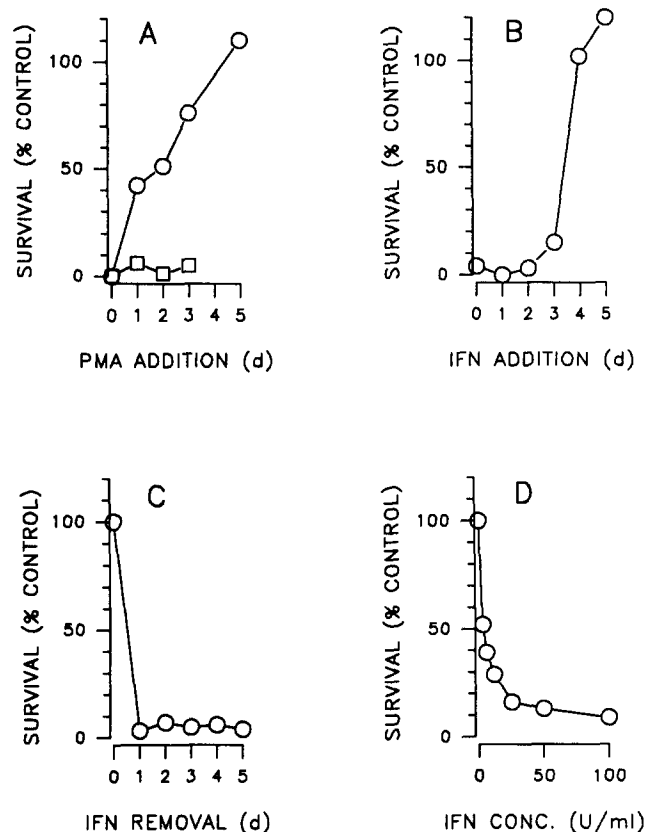 A
SURVIVAL (% CONTROL)
100
50
0
0 1 2 3 5
PMA ADDITION (d)
B
SURVIVAL (% CONTROL)
100
50
0
0 1 2 3 4 5
IFN ADDITION (d)
C
SURVIVAL (% CONTROL)
100
50
0
0 1 2 3 4 5
IFN REMOVAL (d)
D
SURVIVAL (% CONTROL)
100
50
0
0 50 100
IFN CONC. (U/ml)